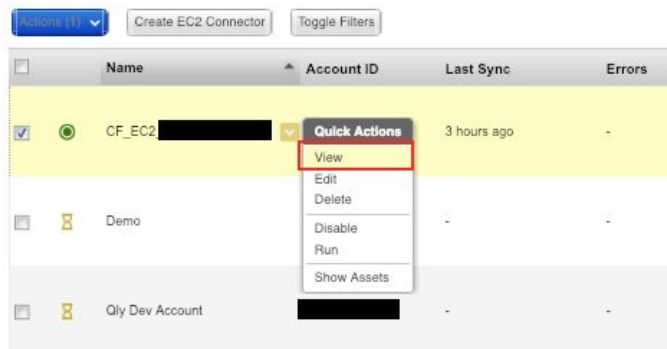 Actions (1) Create EC2 Connector Toggle Filters
Name Account ID Last Sync Errors
CF_EC2_ Quick Actions 3 hours ago -
View
Edit
Delete
Demo - -
Disable
Run
Show Assets
Qly Dev Account - -